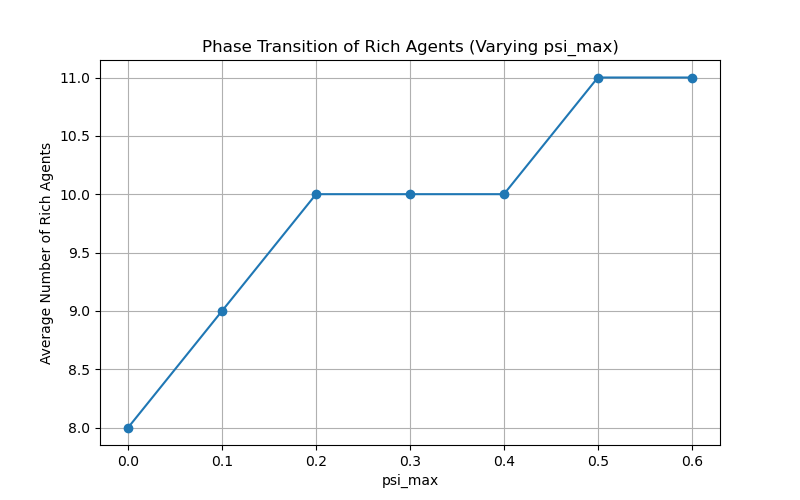 Phase Transition of Rich Agents (Varying psi_max)
Average Number of Rich Agents
11.0
10.5
10.0
9.5
9.0
8.5
8.0
0.0 0.1 0.2 0.3 0.4 0.5 0.6
psi_max